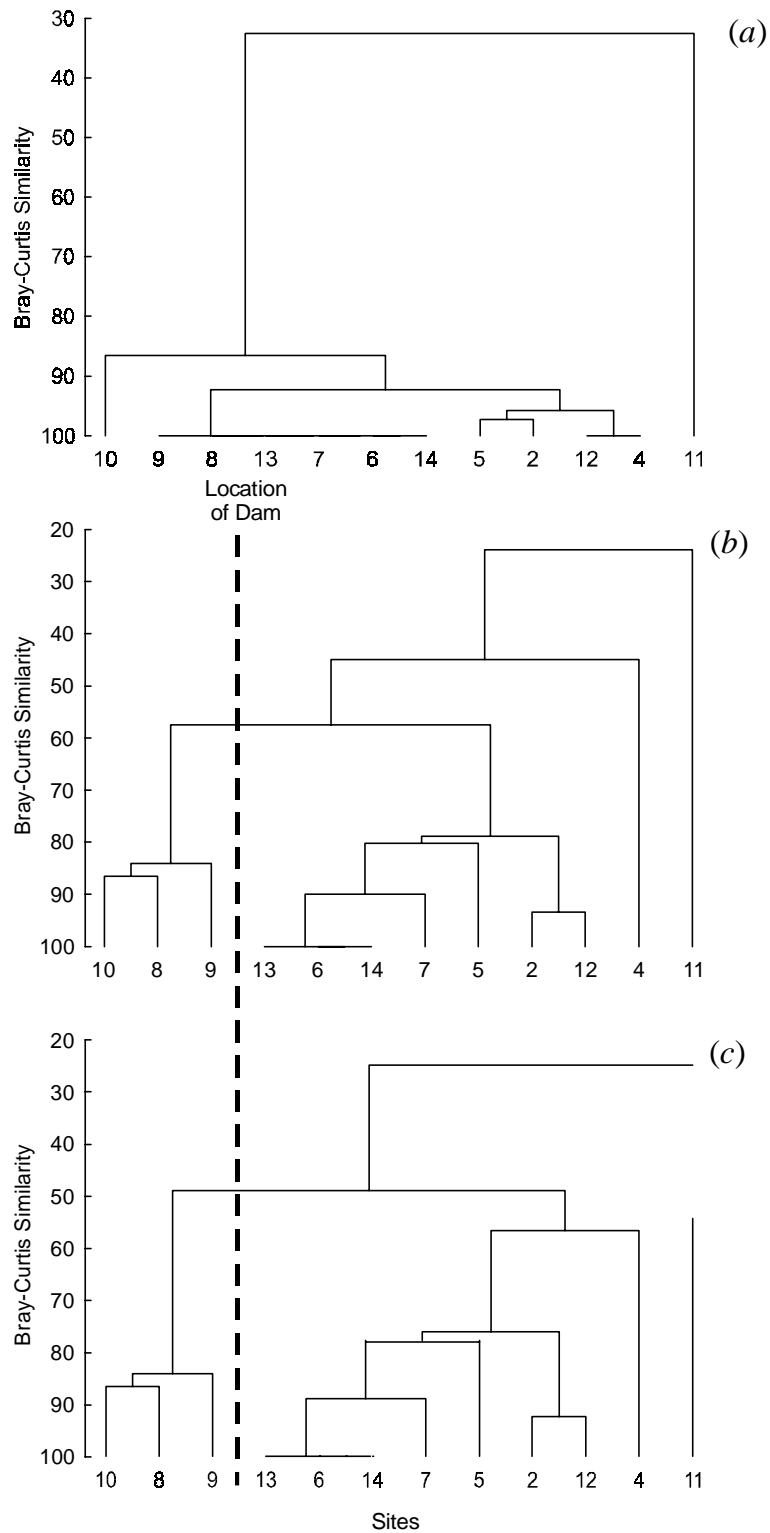 (a)
Bray-Curtis Similarity
30
40
50
60
70
80
90
100
10 9 8 13 7 6 14 5 2 12 4 11
Location
of Dam
(b)
Bray-Curtis Similarity
20
30
40
50
60
70
80
90
100
10 8 9 13 6 14 7 5 2 12 4 11
(c)
Bray-Curtis Similarity
20
30
40
50
60
70
80
90
100
10 8 9 13 6 14 7 5 2 12 4 11
Sites